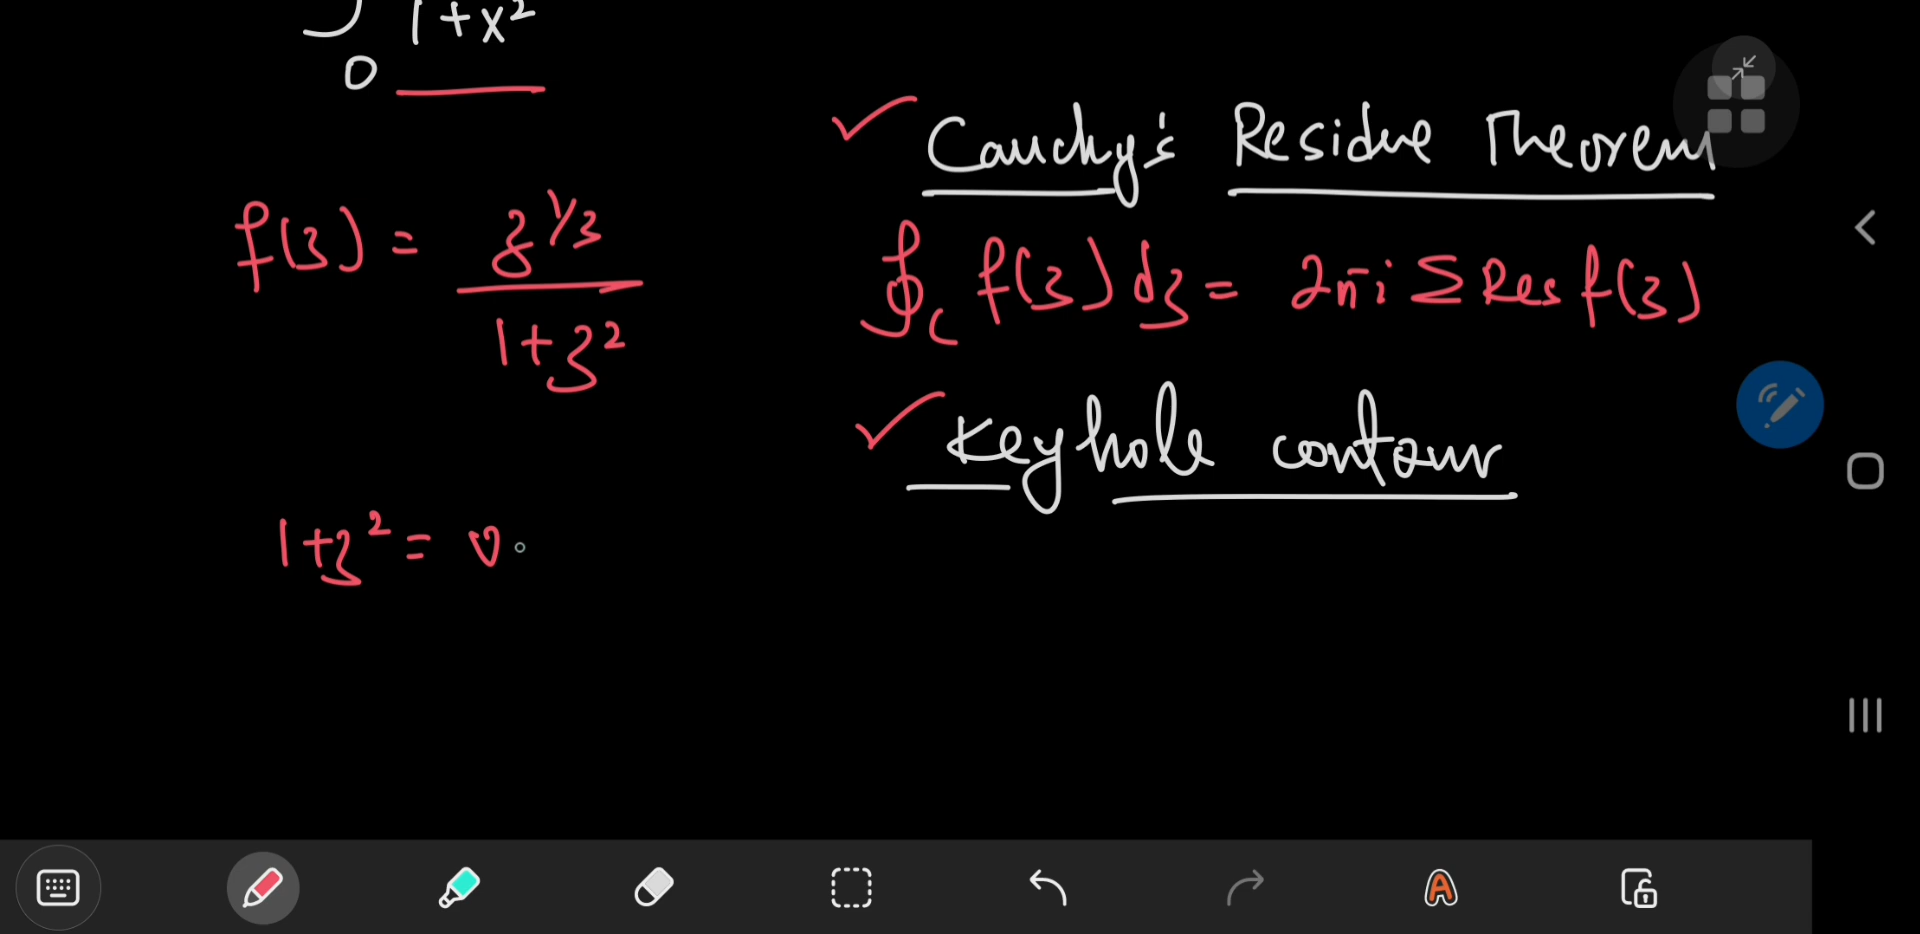 ∫₀ 1+x²
Cauchy's Residue Theorem
f(z) = z^1/3 / 1+z²
∮c f(z)dz = 2πi Σ Res f(z)
Keyhole contour
1+z² = 0
A